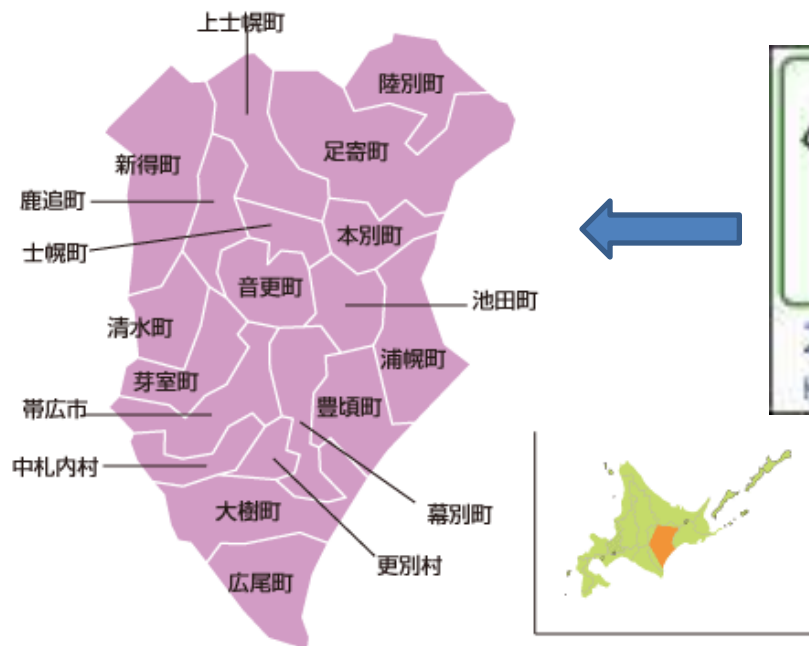 上士幌町
陸別町
足寄町
新得町
鹿追町
本別町
士幌町
音更町
池田町
清水町
浦幌町
芽室町
豊頃町
帯広市
中札内村
大樹町
幕別町
更別村
広尾町